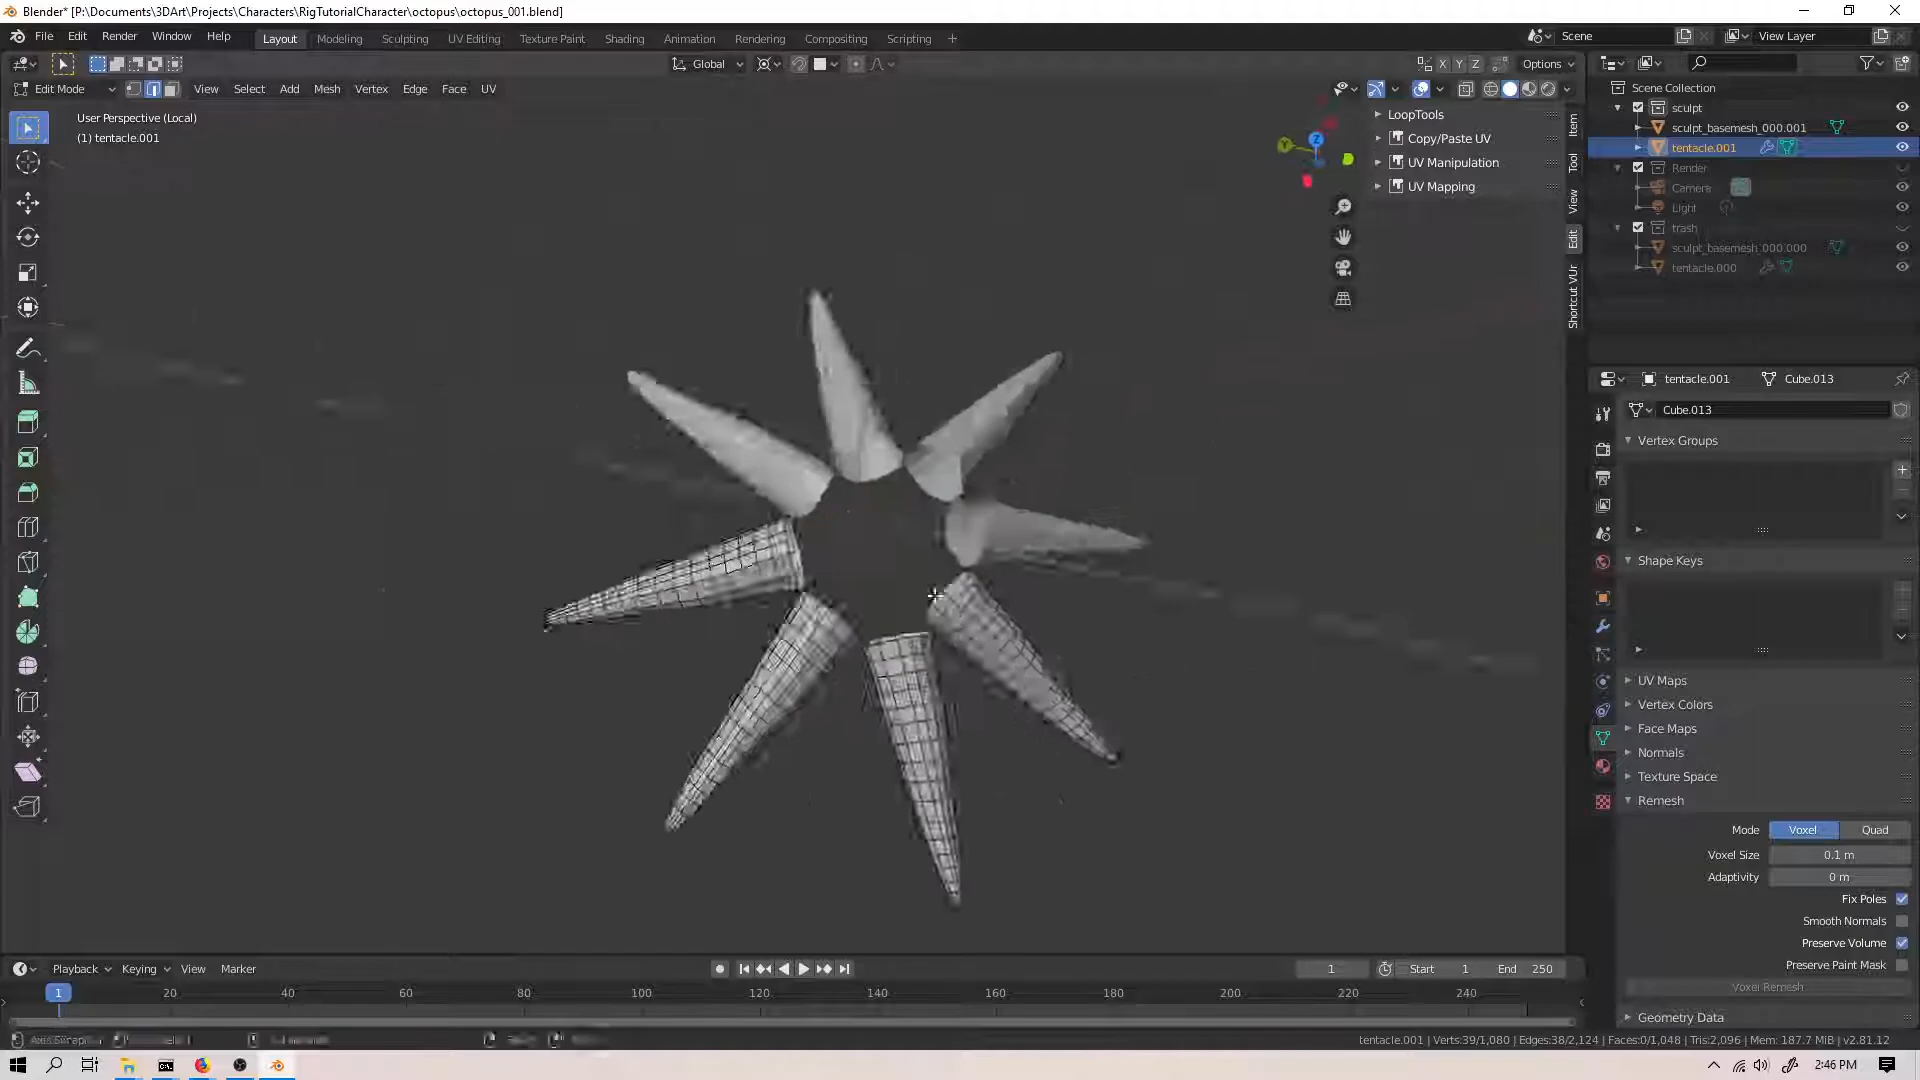 Blender* [P:\Documents\3DArt\Projects\Characters\RigTutorialCharacter\octopus\octopus_001.blend]
File Edit Render Window Help Layout Modeling Sculpting UV Editing Texture Paint Shading Animation Rendering Compositing Scripting + Scene View Layer
Global X Y Z Options
Edit Mode View Select Add Mesh Vertex Edge Face UV
User Perspective (Local)
(1) tentacle.001
LoopTools
Copy/Paste UV
UV Manipulation
UV Mapping
Item
Tool
View
Edit
Shortcut VUr
Z
Y
Scene Collection
sculpt
sculpt_basemesh_000.001
tentacle.001
Render
Camera
Light
trash
sculpt_basemesh_000.000
tentacle.000
tentacle.001 Cube.013
Cube.013
Vertex Groups
Shape Keys
UV Maps
Vertex Colors
Face Maps
Normals
Texture Space
Remesh
Mode Voxel Quad
Voxel Size 0.1 m
Adaptivity 0 m
Fix Poles
Smooth Normals
Preserve Volume
Preserve Paint Mask
Voxel Remesh
Geometry Data
Playback Keying View Marker 1 Start 1 End 250
1 20 40 60 80 100 120 140 160 180 200 220 240
tentacle.001 | Verts:39/1,080 | Edges:38/2,124 | Faces:0/1,048 | Tris:2,096 | Mem: 187.7 MiB | v2.81.12
2:46 PM